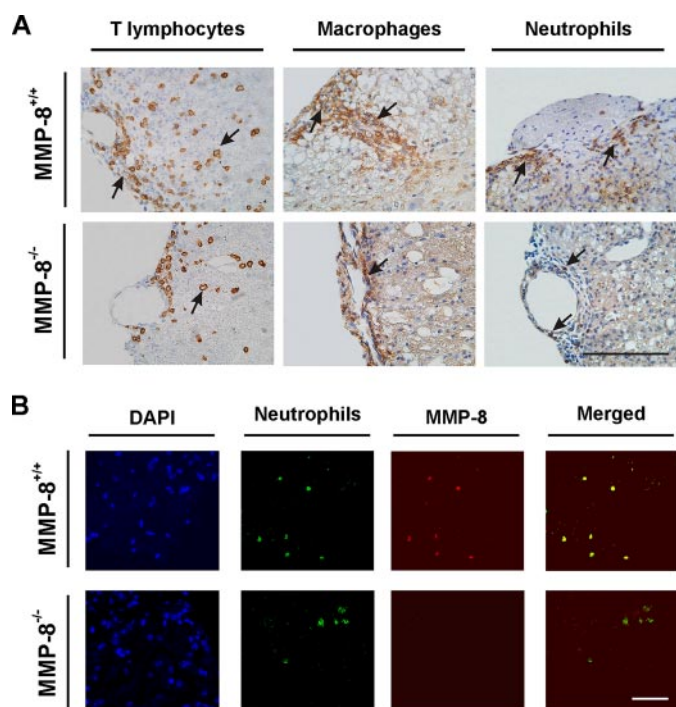 A
T lymphocytes Macrophages Neutrophils
MMP-8+/+
MMP-8-/-
B
DAPI Neutrophils MMP-8 Merged
MMP-8+/+
MMP-8-/-